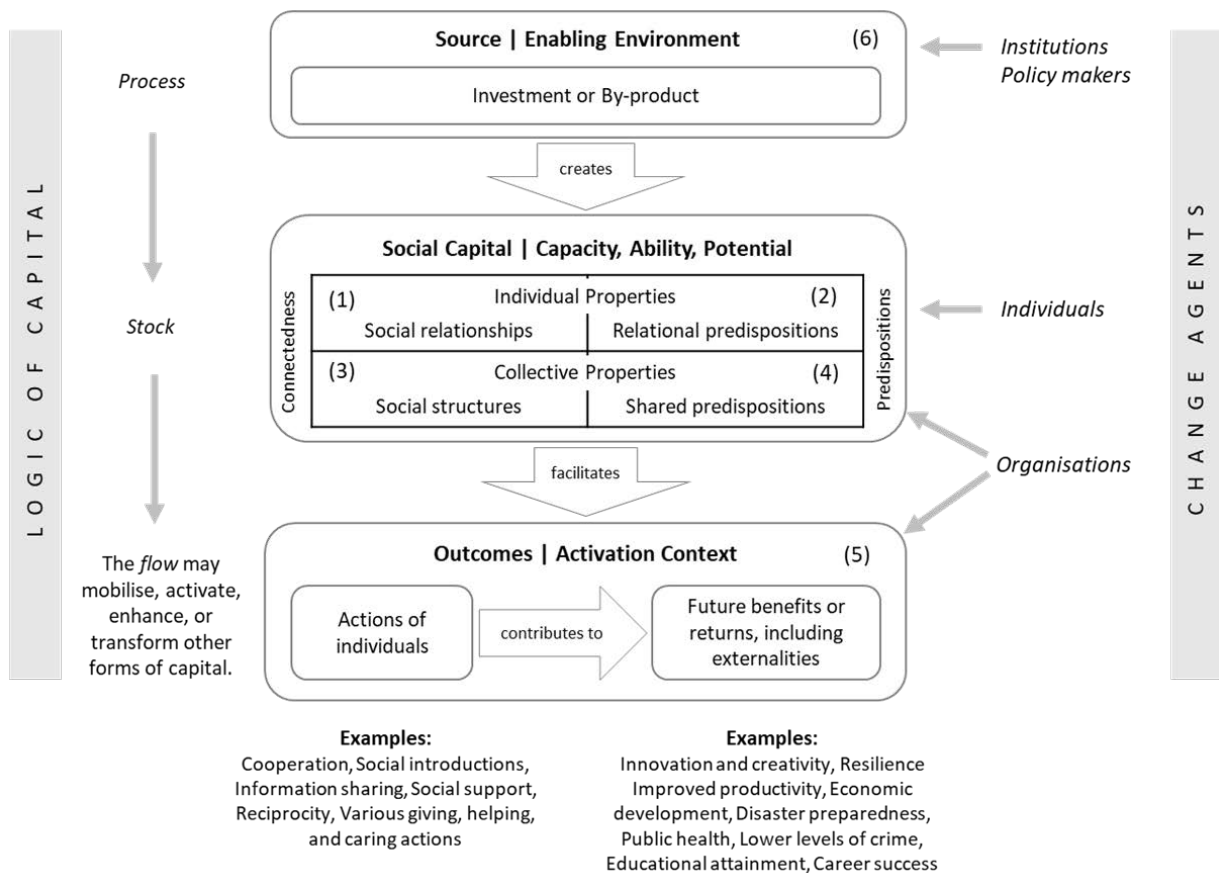 LOGIC OF CAPITAL
Process
Stock
The flow may
mobilise, activate,
enhance, or
transform other
forms of capital.
Source | Enabling Environment (6)
Investment or By-product
creates
Social Capital | Capacity, Ability, Potential
Connectedness
(1) Individual Properties (2)
Social relationships Relational predispositions
(3) Collective Properties (4)
Social structures Shared predispositions
Predispositions
facilitates
Outcomes | Activation Context (5)
Actions of
individuals
contributes to
Future benefits or
returns, including
externalities
Examples:
Cooperation, Social introductions,
Information sharing, Social support,
Reciprocity, Various giving, helping,
and caring actions
Examples:
Innovation and creativity, Resilience
Improved productivity, Economic
development, Disaster preparedness,
Public health, Lower levels of crime,
Educational attainment, Career success
Institutions
Policy makers
Individuals
Organisations
CHANGE AGENTS